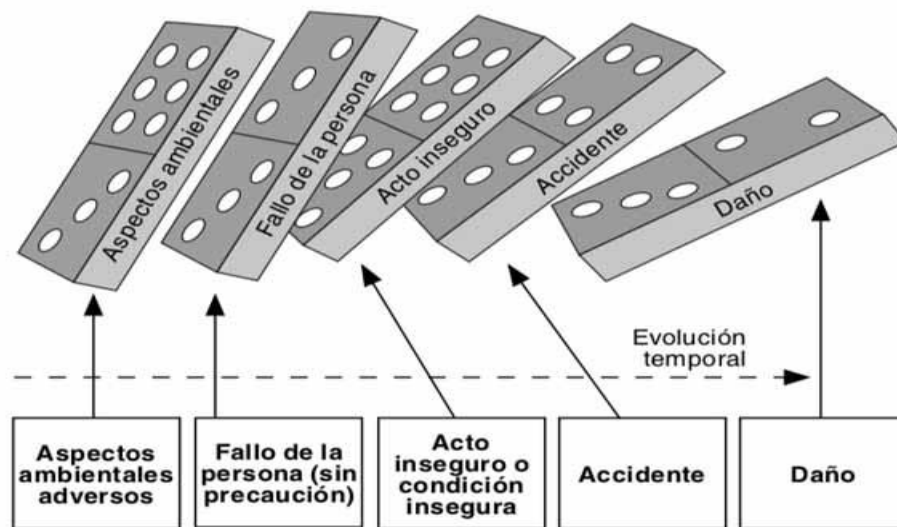 Aspectos ambientales
Fallo de la persona
Acto inseguro
Accidente
Daño
Evolución
temporal
Aspectos
ambientales
adversos
Fallo de la
persona (sin
precaución)
Acto
inseguro o
condición
insegura
Accidente
Daño